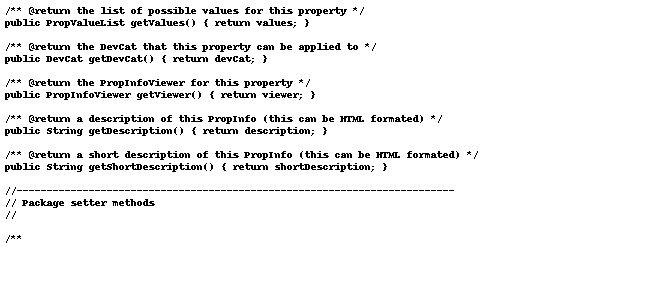 /** @return the list of possible values for this property */
public PropValueList getValues() { return values; }
/** @return the DevCat that this property can be applied to */
public DevCat getDevCat() { return devCat; }
/** @return the PropInfoViewer for this property */
public PropInfoViewer getViewer() { return viewer; }
/** @return a description of this PropInfo (this can be HTML formated) */
public String getDescription() { return description; }
/** @return a short description of this PropInfo (this can be HTML formated) */
public String getShortDescription() { return shortDescription; }
//-------------------------------------------------------------------------
// Package setter methods
//
/**